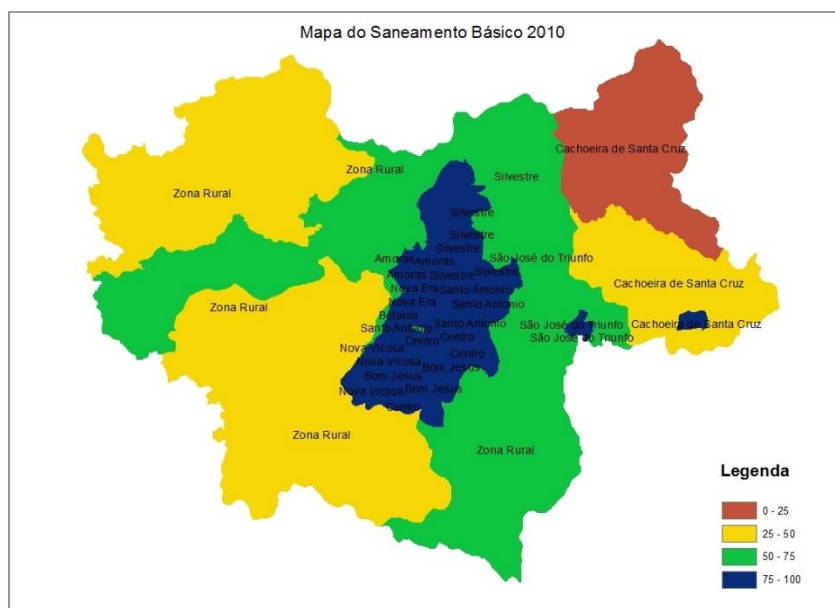 Mapa do Saneamento Básico 2010
Cachoeira de Santa Cruz
Zona Rural
Silvestre
Zona Rural
Silvestre
Silvestre
Silvestre
Amoras
Amoras
São José do Triunfo
Amoras
Silvestre
Silvestre
Cachoeira de Santa Cruz
Nova Era
Santo Antonio
Zona Rural
Nova Era
Santo Antonio
Betania
Santo Antonio
Santo Antonio
São José do Triunfo
Cachoeira de Santa Cruz
Centro
Centro
São José do Triunfo
Nova Vicosa
Centro
Nova Vicosa
Bom Jesus
Bom Jesus
Nova Vicosa
Bom Jesus
Centro
Zona Rural
Zona Rural
Legenda
0 - 25
25 - 50
50 - 75
75 - 100